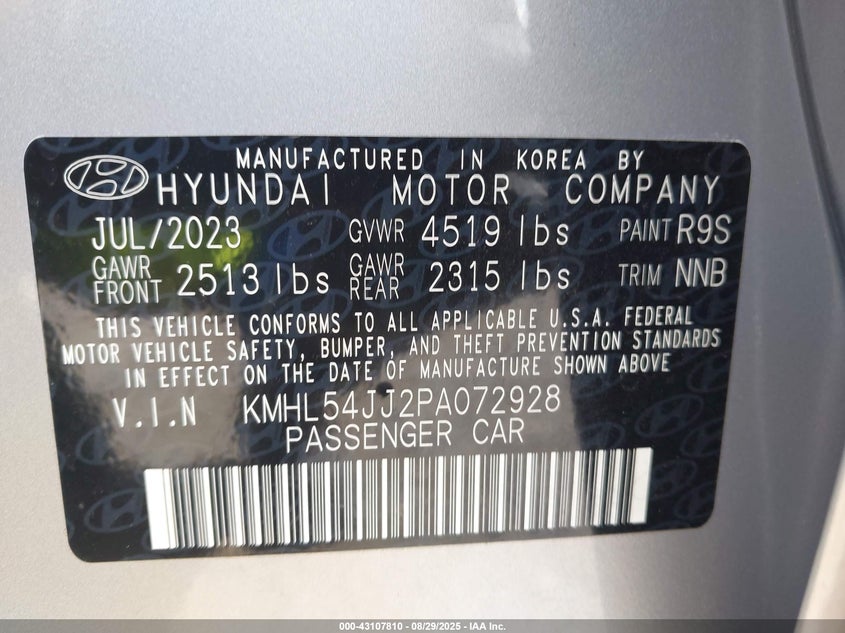 MANUFACTURED IN KOREA BY
HYUNDAI MOTOR COMPANY
JUL/2023 GVWR 4519 lbs PAINT R9S
GAWR FRONT 2513 lbs GAWR REAR 2315 lbs TRIM NNB
THIS VEHICLE CONFORMS TO ALL APPLICABLE U.S.A. FEDERAL
MOTOR VEHICLE SAFETY, BUMPER, AND THEFT PREVENTION STANDARDS
IN EFFECT ON THE DATE OF MANUFACTURE SHOWN ABOVE
V.I.N KMHL54JJ2PA072928
PASSENGER CAR
000-43107810 - 08/29/2025 - IAA Inc.